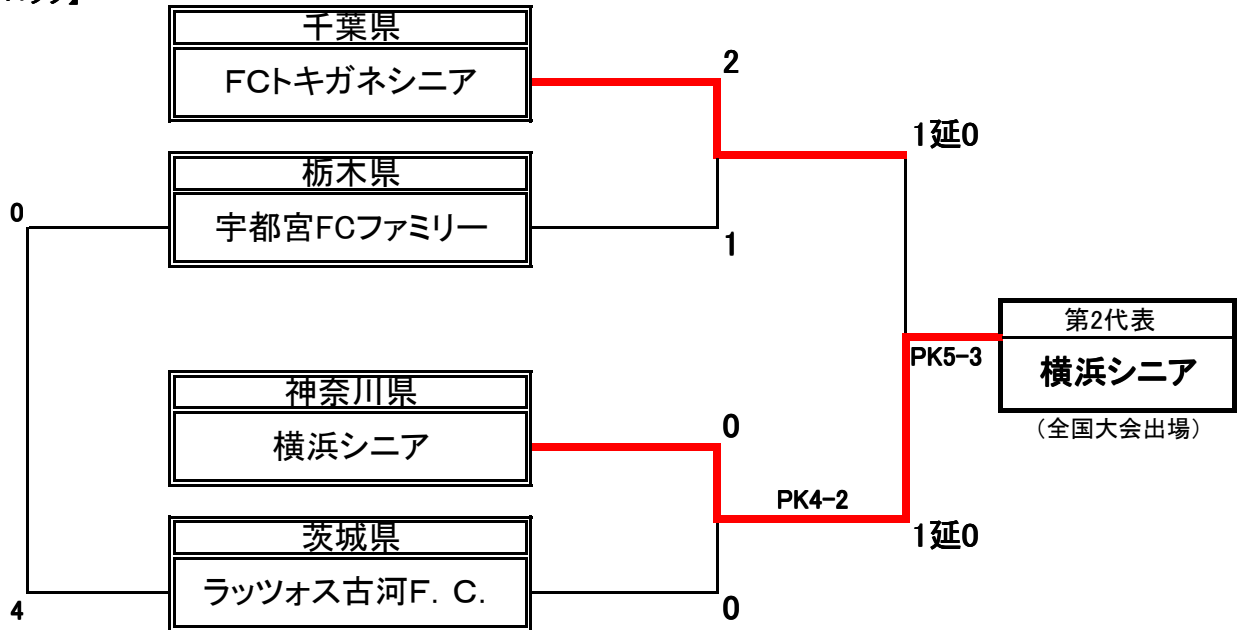 千葉県
FCトキガネシニア
2
1延0
栃木県
0
宇都宮FCファミリー
1
第2代表
PK5-3
横浜シニア
(全国大会出場)
神奈川県
横浜シニア
0
PK4-2
1延0
茨城県
ラッツォス古河F．C．
4
0